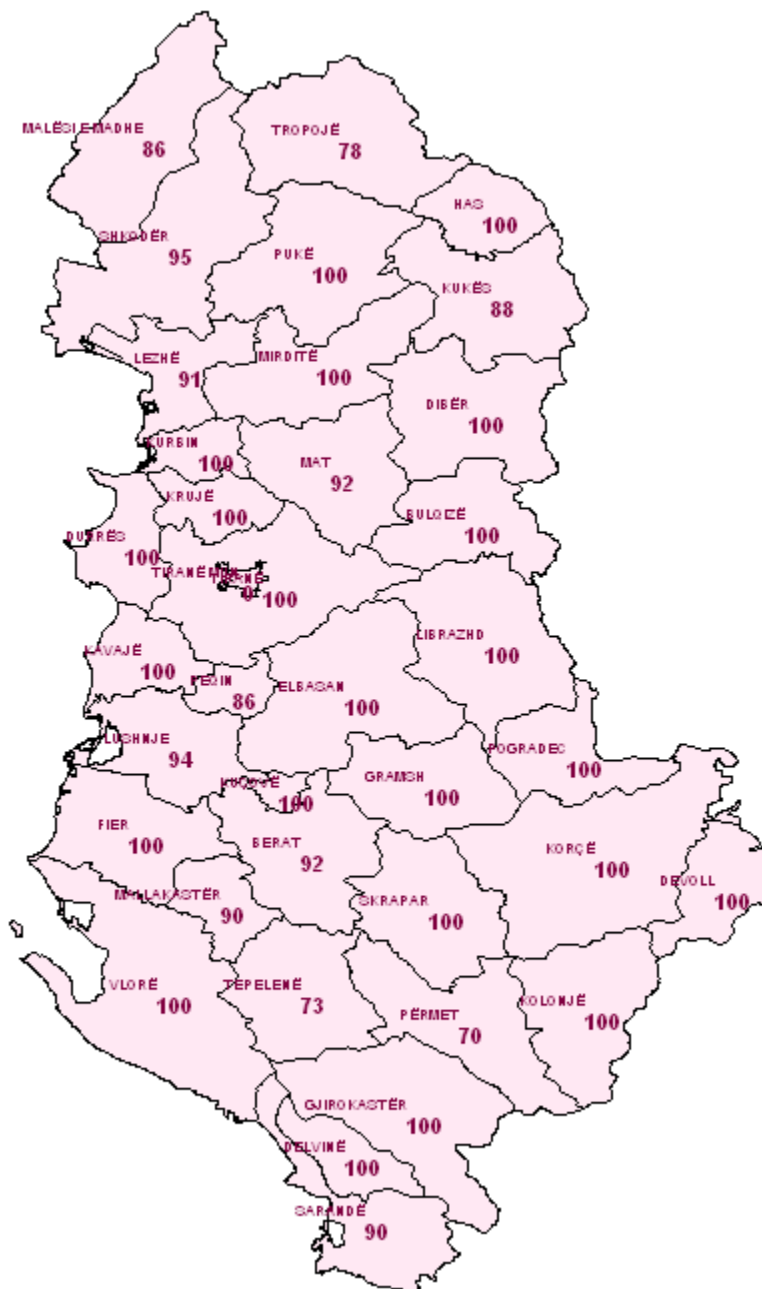 MALËSI E MADHE
86
TROPOJË
78
HAS
100
SHKODËR
95
PUKË
100
KUKËS
88
LEZHË
91
MIRDITË
100
DIBËR
100
KURBIN
100
MAT
92
KRUJË
100
BULQIZË
100
DURRËS
100
0
100
LIBRAZHD
100
KAVAJË
100
PEQIN
86
ELBASAN
100
LUSHNJE
94
POGRADEC
100
KUÇOVË
100
GRAMSH
100
FIER
100
BERAT
92
KORÇË
100
DEVOLL
100
MALLAKASTËR
90
SKRAPAR
100
VLORË
100
TEPELENË
73
PËRMET
70
KOLONJË
100
GJIROKASTËR
100
DELVINË
100
SARANDË
90